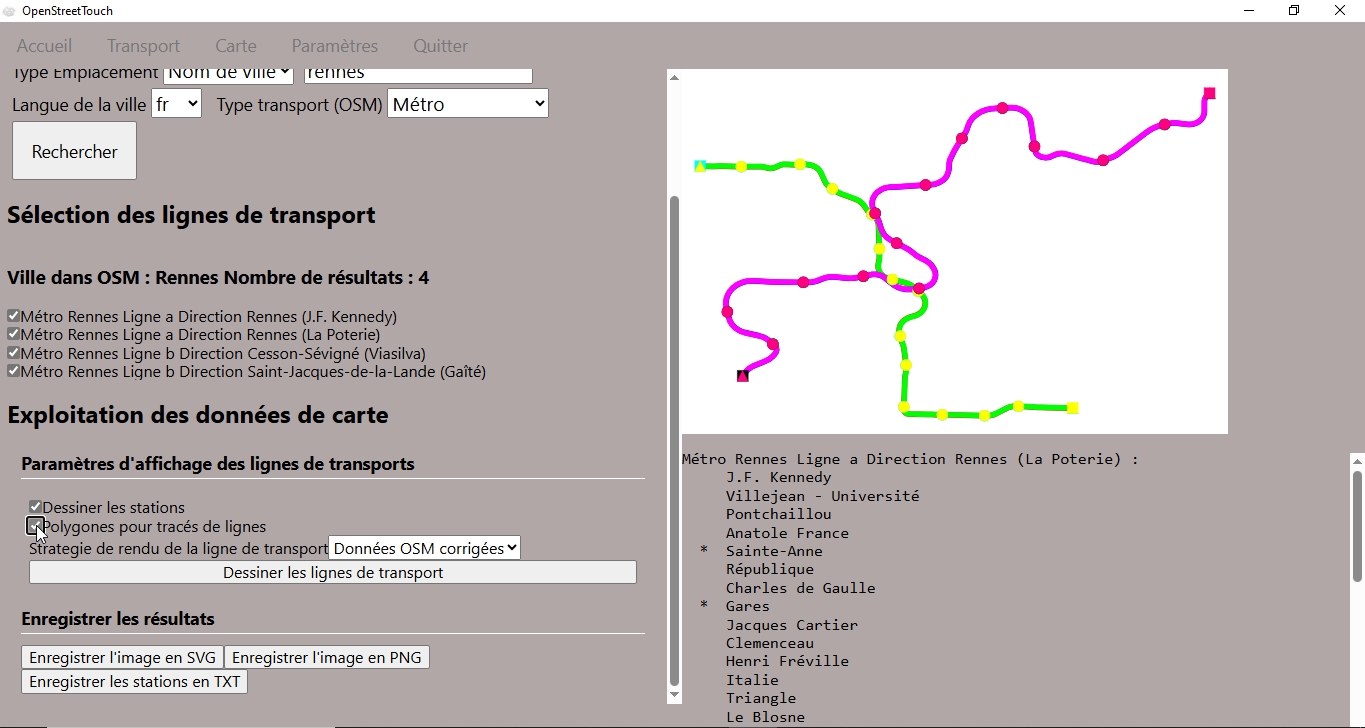 OpenStreetTouch
Accueil Transport Carte Paramètres Quitter
Type Emplacement Nom de ville rennes
Langue de la ville fr Type transport (OSM) Métro
Rechercher
Sélection des lignes de transport
Ville dans OSM : Rennes Nombre de résultats : 4
Métro Rennes Ligne a Direction Rennes (J.F. Kennedy)
Métro Rennes Ligne a Direction Rennes (La Poterie)
Métro Rennes Ligne b Direction Cesson-Sévigné (Viasilva)
Métro Rennes Ligne b Direction Saint-Jacques-de-la-Lande (Gaîté)
Exploitation des données de carte
Paramètres d'affichage des lignes de transports
Dessiner les stations
Polygones pour tracés de lignes
Strategie de rendu de la ligne de transport Données OSM corrigées
Dessiner les lignes de transport
Enregistrer les résultats
Enregistrer l'image en SVG Enregistrer l'image en PNG
Enregistrer les stations en TXT
Métro Rennes Ligne a Direction Rennes (La Poterie) :
J.F. Kennedy
Villejean - Université
Pontchaillou
Anatole France
* Sainte-Anne
République
Charles de Gaulle
* Gares
Jacques Cartier
Clemenceau
Henri Fréville
Italie
Triangle
Le Blosne